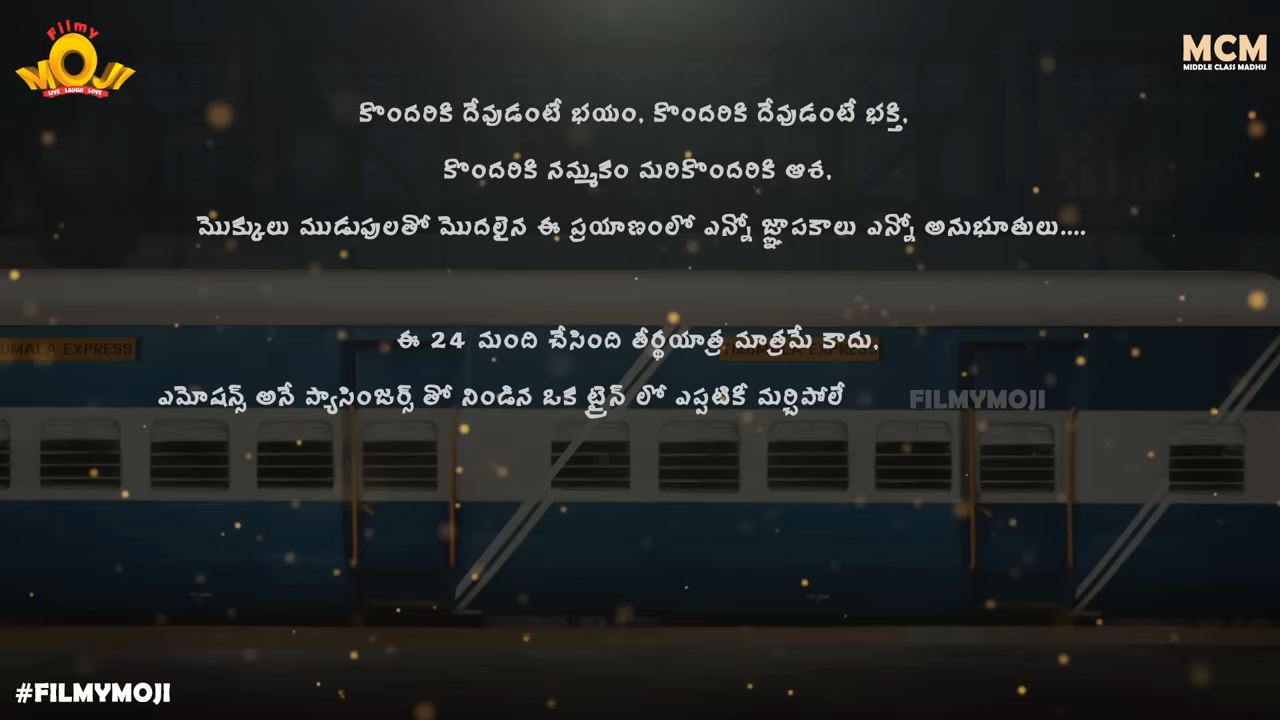 Filmy
MOJI
LIVE LAUGH LOVE
MCM
MIDDLE CLASS MADHU
కొందరికి దేవుడంటే భయం, కొందరికి దేవుడంటే భక్తి,
కొందరికి నమ్మకం మరికొందరికి ఆశ,
మొక్కులు ముడుపులతో మొదలైన ఈ ప్రయాణంలో ఎన్నో జ్ఞాపకాలు ఎన్నో అనుభూతులు....
ఈ 24 మంది చేసింది తీర్థయాత్ర మాత్రమే కాదు,
ఎమోషన్స్ అనే ప్యాసింజర్స్ తో నిండిన ఒక ట్రైన్ లో ఎప్పటికీ మర్చిపోలే
FILMYMOJI
EXPRESS
#FILMYMOJI